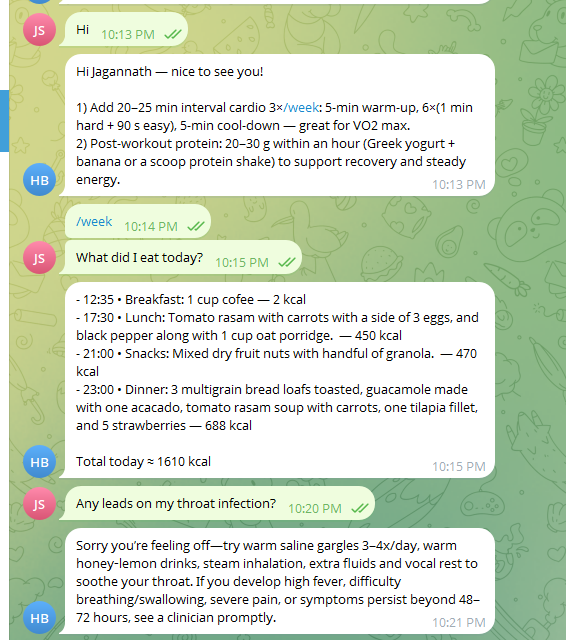 Hi
10:13 PM
JS
Hi Jagannath — nice to see you!
1) Add 20–25 min interval cardio 3×/week: 5-min warm-up, 6×(1 min
hard + 90 s easy), 5-min cool-down — great for VO2 max.
2) Post-workout protein: 20–30 g within an hour (Greek yogurt +
banana or a scoop protein shake) to support recovery and steady
energy.
10:13 PM
HB
/week
10:14 PM
What did I eat today?
10:15 PM
JS
- 12:35 • Breakfast: 1 cup cofee — 2 kcal
- 17:30 • Lunch: Tomato rasam with carrots with a side of 3 eggs, and
black pepper along with 1 cup oat porridge.  — 450 kcal
- 21:00 • Snacks: Mixed dry fruit nuts with handful of granola.  — 470
kcal
- 23:00 • Dinner: 3 multigrain bread loafs toasted, guacamole made
with one acacado, tomato rasam soup with carrots, one tilapia fillet,
and 5 strawberries — 688 kcal
Total today ≈ 1610 kcal
10:15 PM
HB
Any leads on my throat infection?
10:20 PM
JS
Sorry you’re feeling off—try warm saline gargles 3–4x/day, warm
honey-lemon drinks, steam inhalation, extra fluids and vocal rest to
soothe your throat. If you develop high fever, difficulty
breathing/swallowing, severe pain, or symptoms persist beyond 48–
72 hours, see a clinician promptly.
10:21 PM
HB